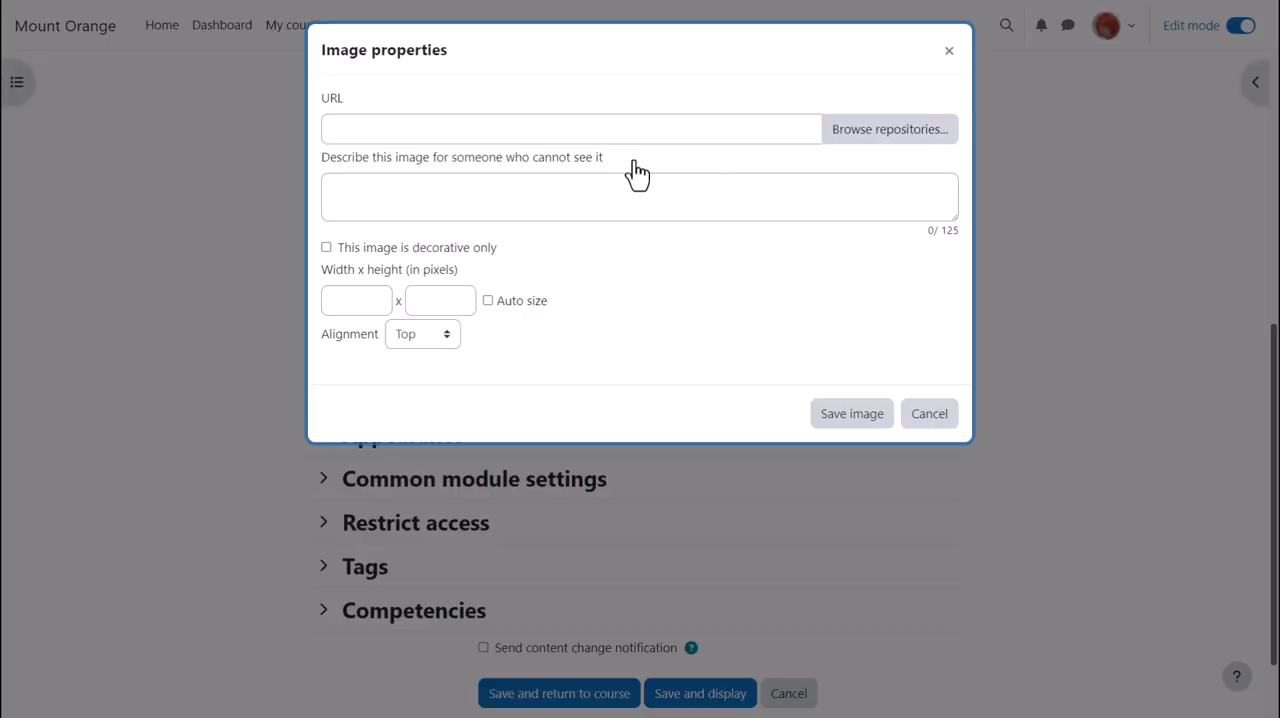 Mount Orange Home Dashboard My cou
Edit mode
Image properties
×
URL
Browse repositories...
Describe this image for someone who cannot see it
0/ 125
This image is decorative only
Width x height (in pixels)
x Auto size
Alignment Top
Save image Cancel
Common module settings
Restrict access
Tags
Competencies
Send content change notification ?
Save and return to course Save and display Cancel
?